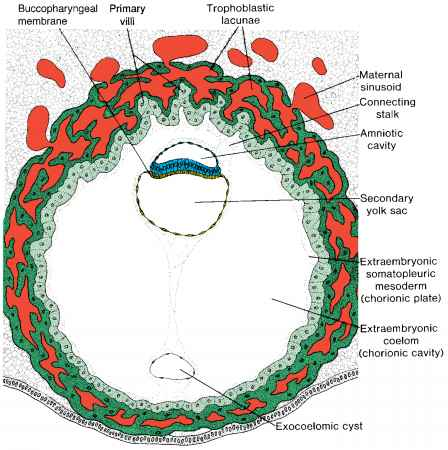 Buccopharyngeal
membrane
Primary
villi
Trophoblastic
lacunae
Maternal
sinusoid
Connecting
stalk
Amniotic
cavity
Secondary
yolk sac
Extraembryonic
somatopleuric
mesoderm
(chorionic plate)
Extraembryonic
coelom
(chorionic cavity)
Exocoelomic cyst